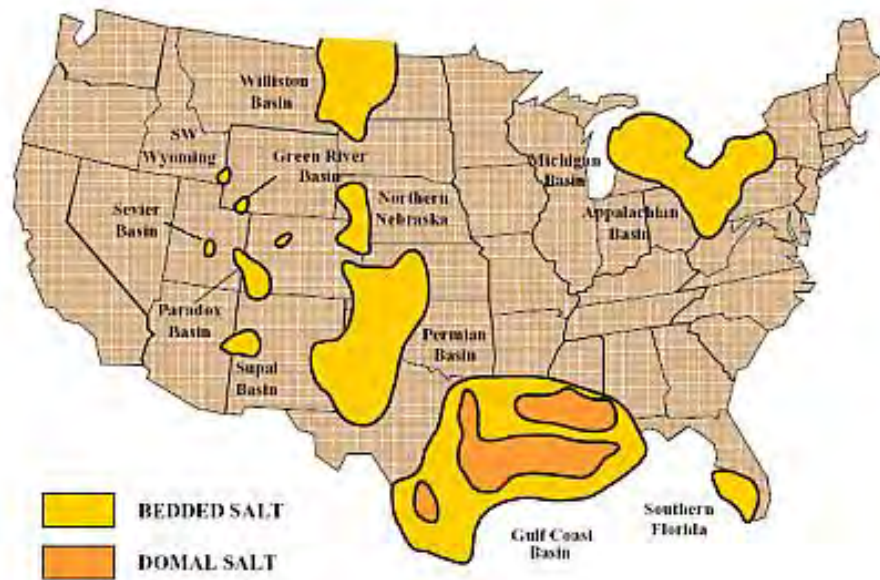 Williston
Basin
SW
Wyoming
Green River
Basin
Michigan
Basin
Northern
Nebraska
Appalachian
Basin
Sevier
Basin
Paradox
Basin
Permian
Basin
Supai
Basin
BEDDED SALT
DOMAL SALT
Gulf Coast
Basin
Southern
Florida